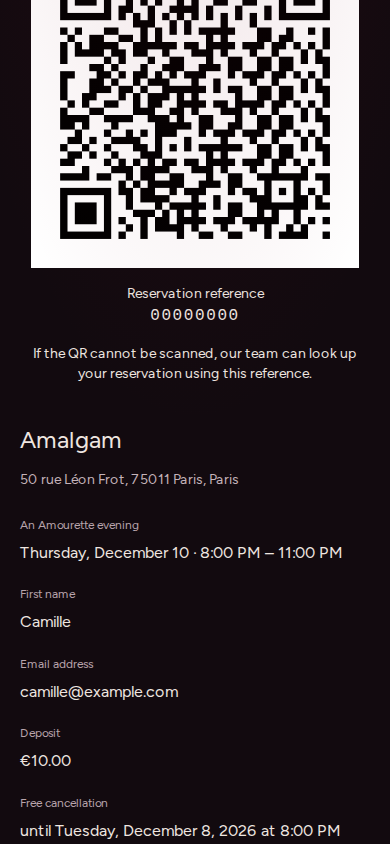 Reservation reference
00000000
If the QR cannot be scanned, our team can look up
your reservation using this reference.
Amalgam
50 rue Léon Frot, 75011 Paris, Paris
An Amourette evening
Thursday, December 10 · 8:00 PM – 11:00 PM
First name
Camille
Email address
camille@example.com
Deposit
€10.00
Free cancellation
until Tuesday, December 8, 2026 at 8:00 PM